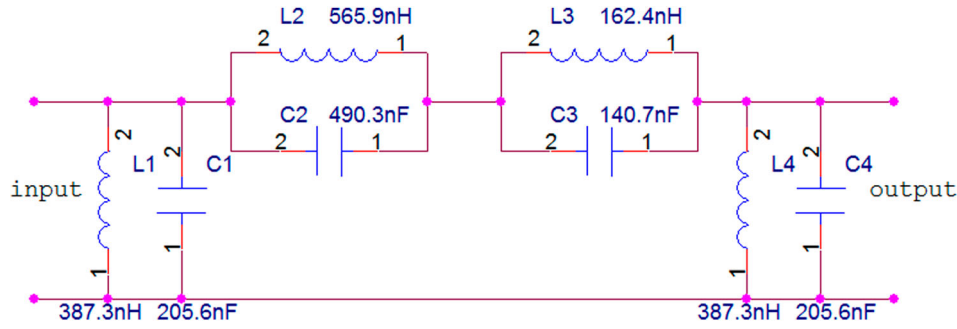 L2 565.9nH
L3 162.4nH
2 1
2 1
C2 490.3nF
C3 140.7nF
2 1
2 1
2 2
2 2
input L1 C1
L4 C4 output
1 1
1 1
387.3nH 205.6nF
387.3nH 205.6nF